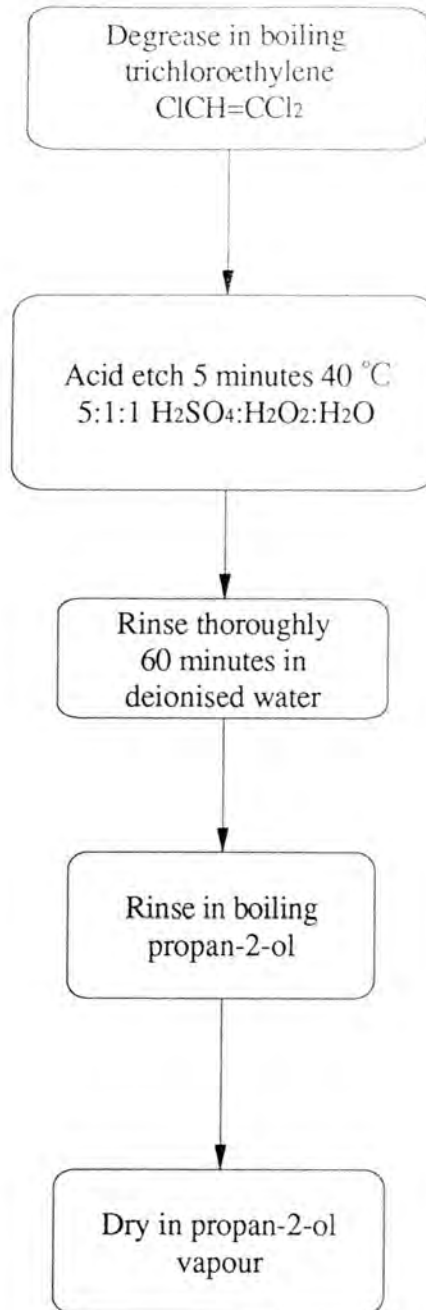 Degrease in boiling
trichloroethylene
ClCH=CCl₂
Acid etch 5 minutes 40 °C
5:1:1 H₂SO₄:H₂O₂:H₂O
Rinse thoroughly
60 minutes in
deionised water
Rinse in boiling
propan-2-ol
Dry in propan-2-ol
vapour